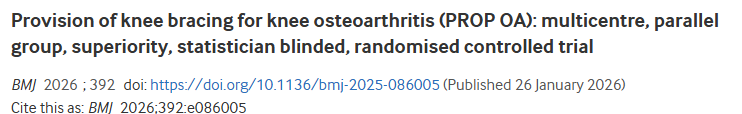 Provision of knee bracing for knee osteoarthritis (PROP OA): multicentre, parallel
group, superiority, statistician blinded, randomised controlled trial
BMJ 2026 ; 392 doi: https://doi.org/10.1136/bmj-2025-086005 (Published 26 January 2026)
Cite this as: BMJ 2026;392:e086005